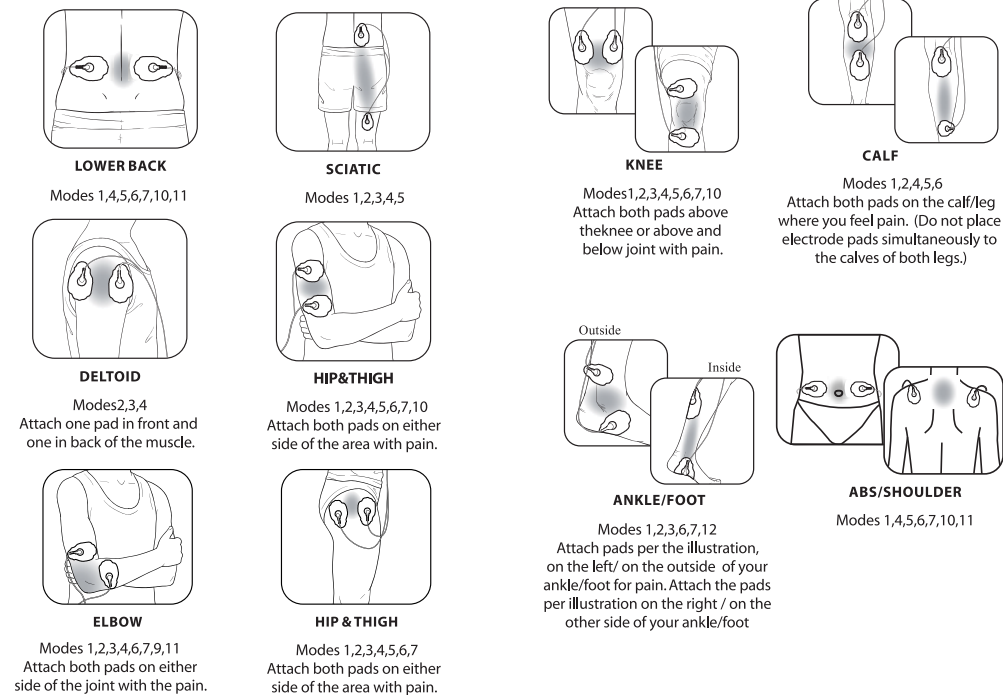 LOWER BACK
Modes 1,4,5,6,7,10,11
SCIATIC
Modes 1,2,3,4,5
DELTOID
Modes2,3,4
Attach one pad in front and
one in back of the muscle.
HIP&THIGH
Modes 1,2,3,4,5,6,7,10
Attach both pads on either
side of the area with pain.
ELBOW
Modes 1,2,3,4,6,7,9,11
Attach both pads on either
side of the joint with the pain.
HIP & THIGH
Modes 1,2,3,4,5,6,7
Attach both pads on either
side of the area with pain.
KNEE
Modes1,2,3,4,5,6,7,10
Attach both pads above
theknee or above and
below joint with pain.
CALF
Modes 1,2,4,5,6
Attach both pads on the calf/leg
where you feel pain. (Do not place
electrode pads simultaneously to
the calves of both legs.)
Outside
Inside
ANKLE/FOOT
Modes 1,2,3,6,7,12
Attach pads per the illustration,
on the left/ on the outside of your
ankle/foot for pain. Attach the pads
per illustration on the right / on the
other side of your ankle/foot
ABS/SHOULDER
Modes 1,4,5,6,7,10,11